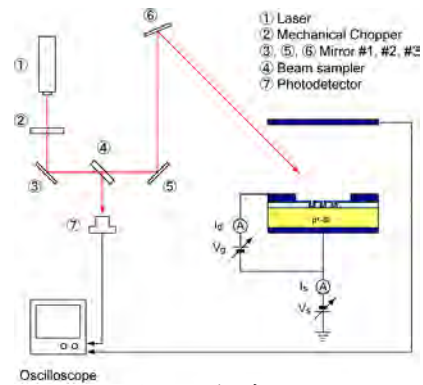 ① Laser
② Mechanical Chopper
③, ⑤, ⑥ Mirror #1, #2, #3
④ Beam sampler
⑦ Photodetector
⑥
①
②
③
④
⑤
⑦
Id
A
Vg
Is
A
Vs
Oscilloscope